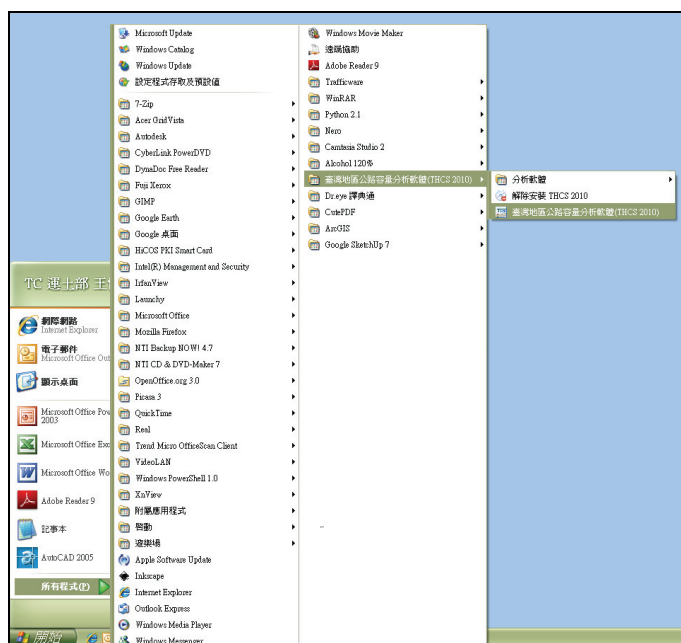 Microsoft Update
Windows Catalog
Windows Update
設定程式存取及預設值
7-Zip
Acer GridVista
Autodesk
CyberLink PowerDVD
DynaDoc Free Reader
Fuji Xerox
GIMP
Google Earth
Google 桌面
HiCOS PKI Smart Card
Intel(R) Management and Security
IrfanView
Launchy
Microsoft Office
Mozilla Firefox
NTI Backup NOW! 4.7
NTI CD & DVD-Maker 7
OpenOffice.org 3.0
Picasa 3
QuickTime
Real
Trend Micro OfficeScan Client
VideoLAN
Windows PowerShell 1.0
XnView
附屬應用程式
啟動
遊樂場
Apple Software Update
Inkscape
Internet Explorer
Outlook Express
Windows Media Player
Windows Messenger
Windows Movie Maker
遠端協助
Adobe Reader 9
Trafficware
WinRAR
Python 2.1
Nero
Camtasia Studio 2
Alcohol 120%
臺灣地區公路容量分析軟體(THCS 2010)
Dr.eye 譯典通
CutePDF
ArcGIS
Google SketchUp 7
分析軟體
解除安裝 THCS 2010
臺灣地區公路容量分析軟體(THCS 2010)
TC 運土部 王
網際網路
Internet Explorer
電子郵件
Microsoft Office Out
顯示桌面
Microsoft Office Pow
2003
Microsoft Office Exc
Microsoft Office Wo
Adobe Reader 9
記事本
AutoCAD 2005
所有程式(P)
開始